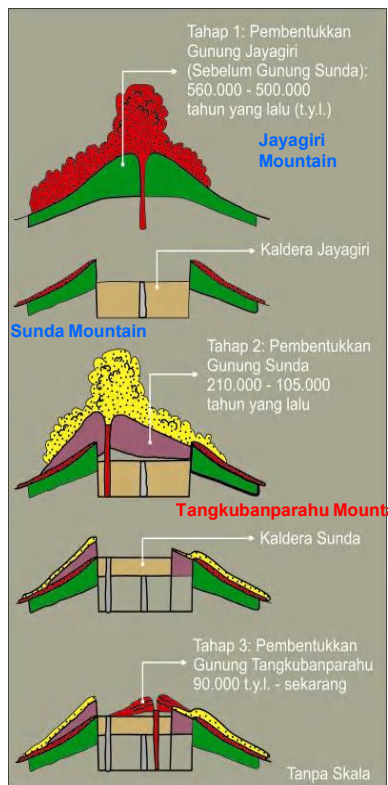 Tahap 1: Pembentukkan
Gunung Jayagiri
(Sebelum Gunung Sunda):
560.000 - 500.000
tahun yang lalu (t.y.l.)
Jayagiri
Mountain
Kaldera Jayagiri
Sunda Mountain
Tahap 2: Pembentukkan
Gunung Sunda
210.000 - 105.000
tahun yang lalu
Tangkubanparahu Mount
Kaldera Sunda
Tahap 3: Pembentukkan
Gunung Tangkubanparahu
90.000 t.y.l. - sekarang
Tanpa Skala